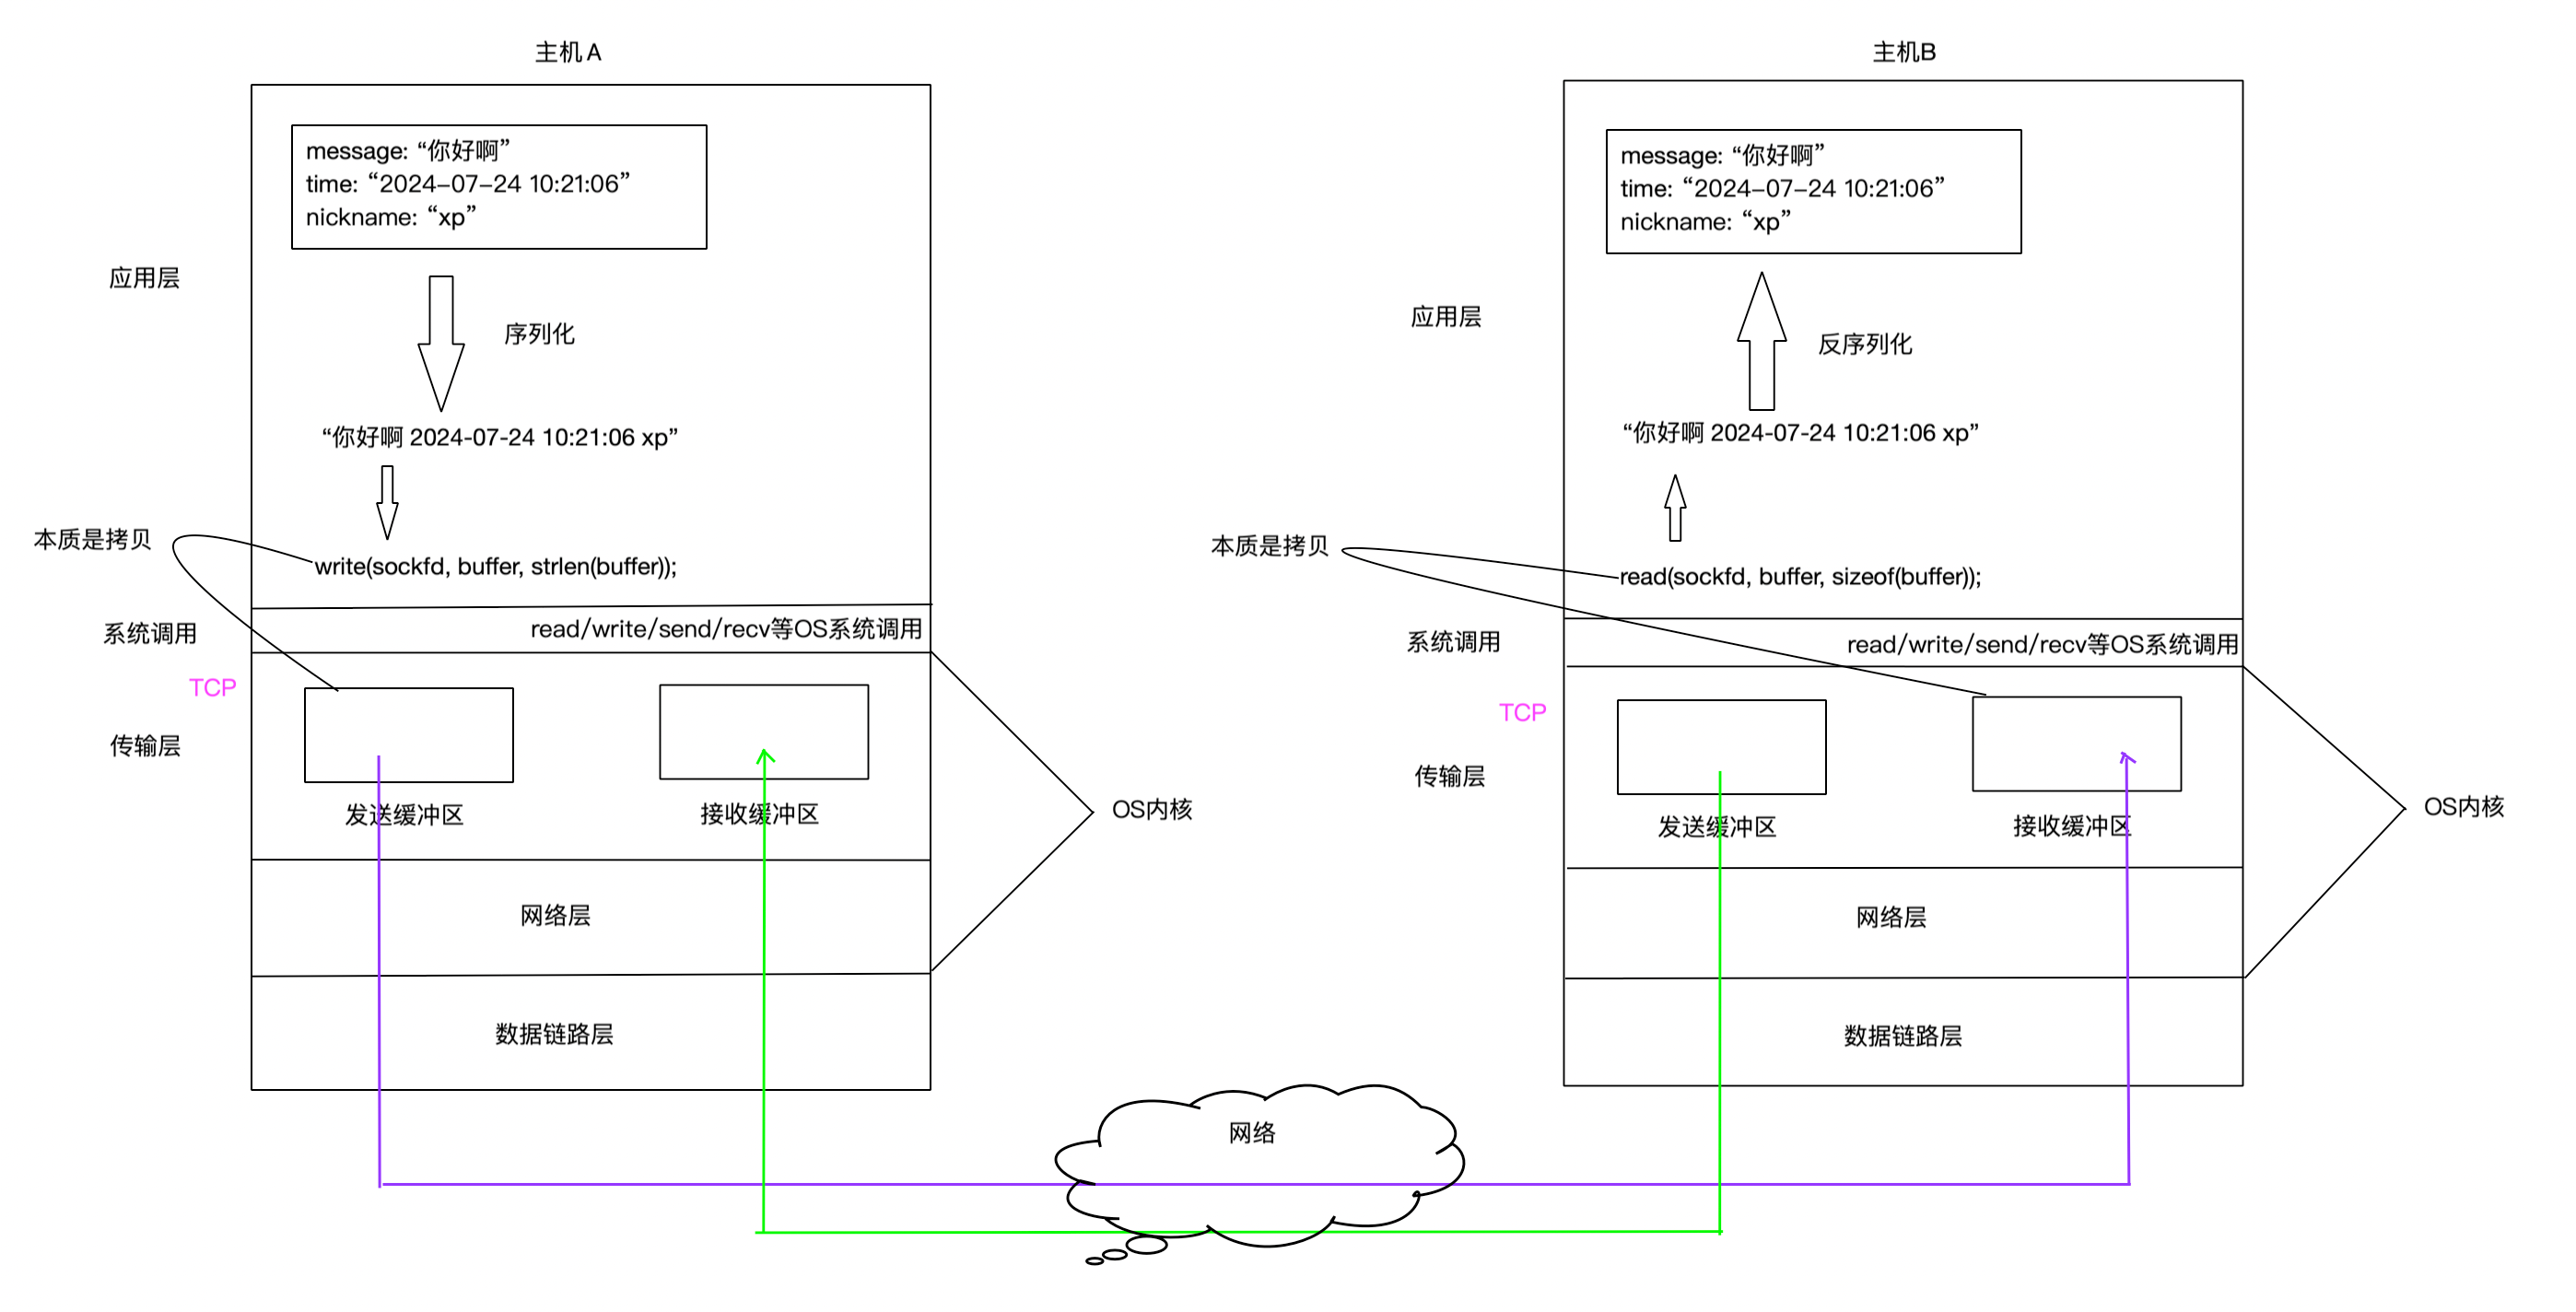 主机A
message: “你好啊”
time: “2024–07–24 10:21:06”
nickname: “xp”
应用层
序列化
“你好啊 2024-07-24 10:21:06 xp”
本质是拷贝
write(sockfd, buffer, strlen(buffer));
系统调用
read/write/send/recv等OS系统调用
TCP
传输层
发送缓冲区
接收缓冲区
OS内核
网络层
数据链路层
主机B
message: “你好啊”
time: “2024–07–24 10:21:06”
nickname: “xp”
应用层
反序列化
“你好啊 2024-07-24 10:21:06 xp”
本质是拷贝
read(sockfd, buffer, sizeof(buffer));
系统调用
read/write/send/recv等OS系统调用
TCP
传输层
发送缓冲区
接收缓冲区
OS内核
网络层
数据链路层
网络